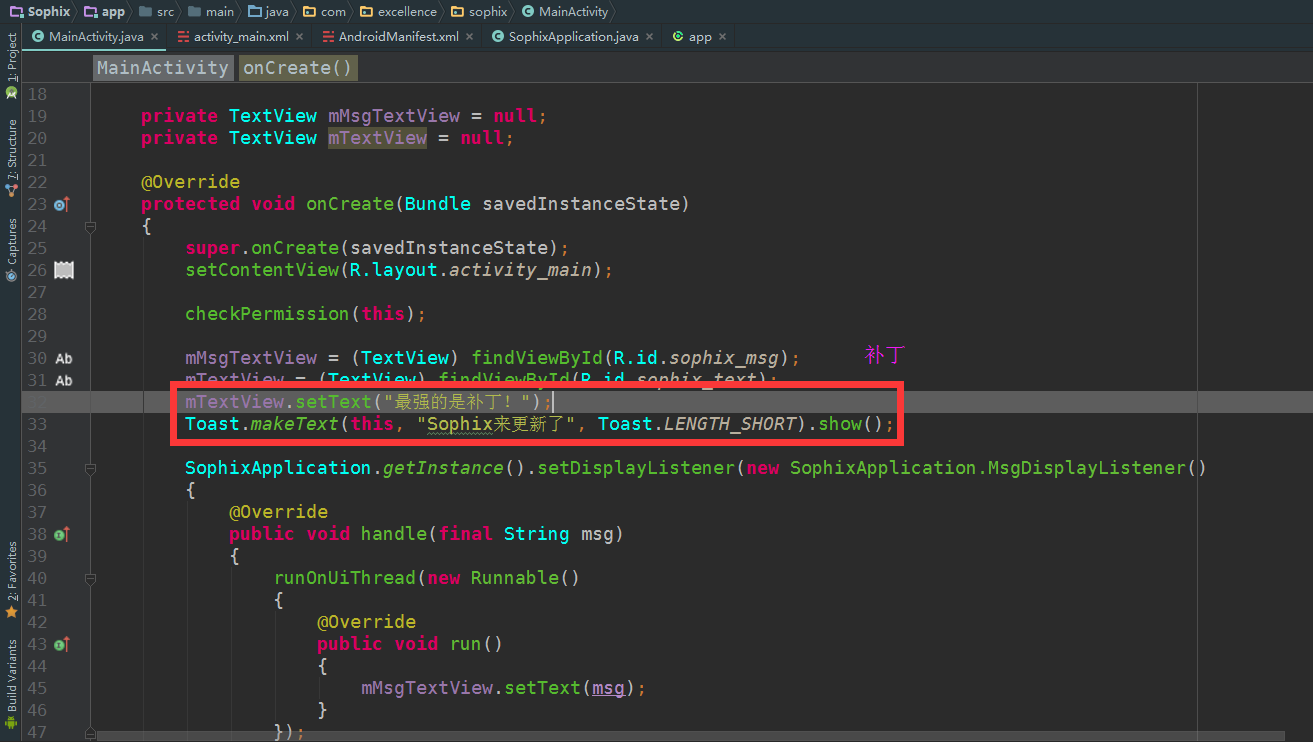 Sophix app src main java com excellence sophix MainActivity
MainActivity.java × activity_main.xml × AndroidManifest.xml × SophixApplication.java × app ×
MainActivity onCreate()
1: Project
7: Structure
Captures
2: Favorites
Build Variants
18
19 private TextView mMsgTextView = null;
20 private TextView mTextView = null;
21
22 @Override
23 protected void onCreate(Bundle savedInstanceState)
24 {
25 super.onCreate(savedInstanceState);
26 setContentView(R.layout.activity_main);
27
28 checkPermission(this);
29
30 Ab mMsgTextView = (TextView) findViewById(R.id.sophix_msg); 补丁
31 Ab mTextView = (TextView) findViewById(R.id.sophix_text);
32 mTextView.setText("最强的是补丁！");
33 Toast.makeText(this, "Sophix来更新了", Toast.LENGTH_SHORT).show();
34
35 SophixApplication.getInstance().setDisplayListener(new SophixApplication.MsgDisplayListener()
36 {
37 @Override
38 public void handle(final String msg)
39 {
40 runOnUiThread(new Runnable()
41 {
42 @Override
43 public void run()
44 {
45 mMsgTextView.setText(msg);
46 }
47 });